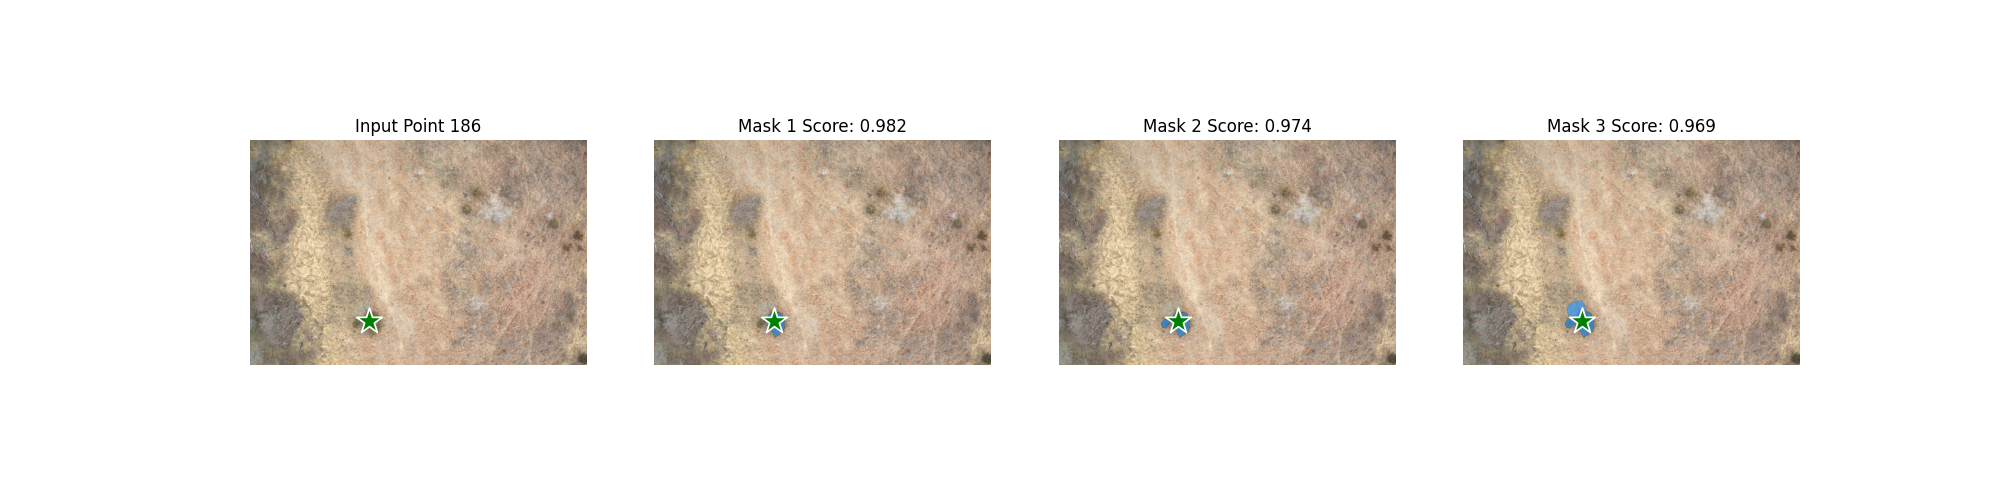 Input Point 186
Mask 1 Score: 0.982
Mask 2 Score: 0.974
Mask 3 Score: 0.969